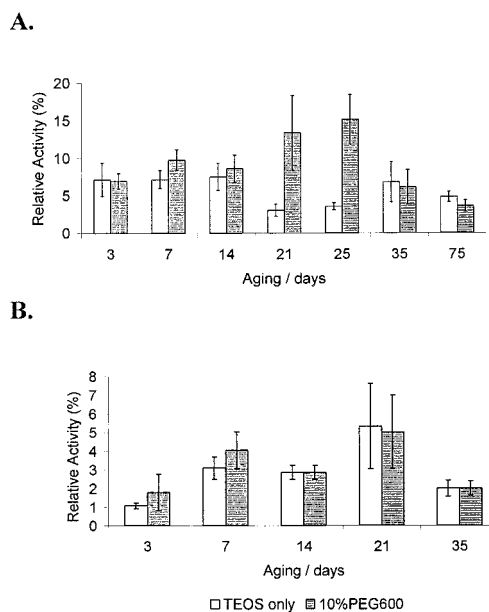 A.
Relative Activity (%)
20
15
10
5
0
3 7 14 21 25 35 75
Aging / days
B.
Relative Activity (%)
8
7
6
5
4
3
2
1
0
3 7 14 21 35
Aging / days
TEOS only 10%PEG600